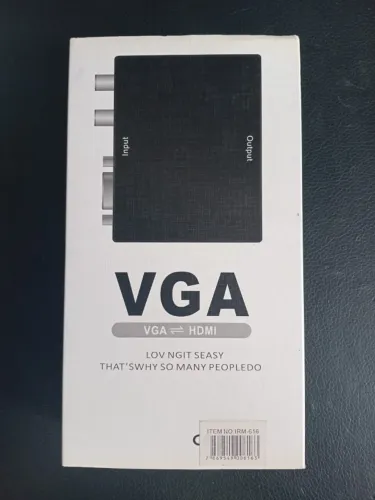 Input
Output
VGA
VGA ⇌ HDMI
LOV NGIT SEASY
THAT'SWHY SO MANY PEOPLEDO
ITEM NO:IRM-616